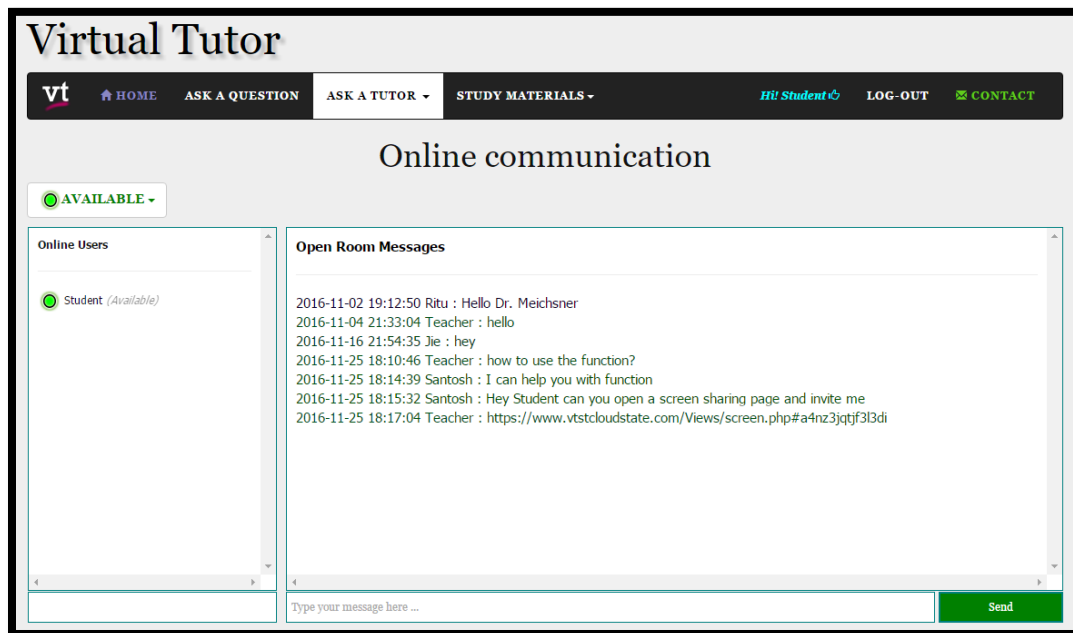 Virtual Tutor
vt HOME ASK A QUESTION ASK A TUTOR STUDY MATERIALS Hi! Student LOG-OUT CONTACT
Online communication
AVAILABLE
Online Users
Student (Available)
Open Room Messages
2016-11-02 19:12:50 Ritu : Hello Dr. Meichsner
2016-11-04 21:33:04 Teacher : hello
2016-11-16 21:54:35 Jie : hey
2016-11-25 18:10:46 Teacher : how to use the function?
2016-11-25 18:14:39 Santosh : I can help you with function
2016-11-25 18:15:32 Santosh : Hey Student can you open a screen sharing page and invite me
2016-11-25 18:17:04 Teacher : https://www.vtstcloudstate.com/Views/screen.php#a4nz3jqtjf3l3di
Type your message here ...
Send